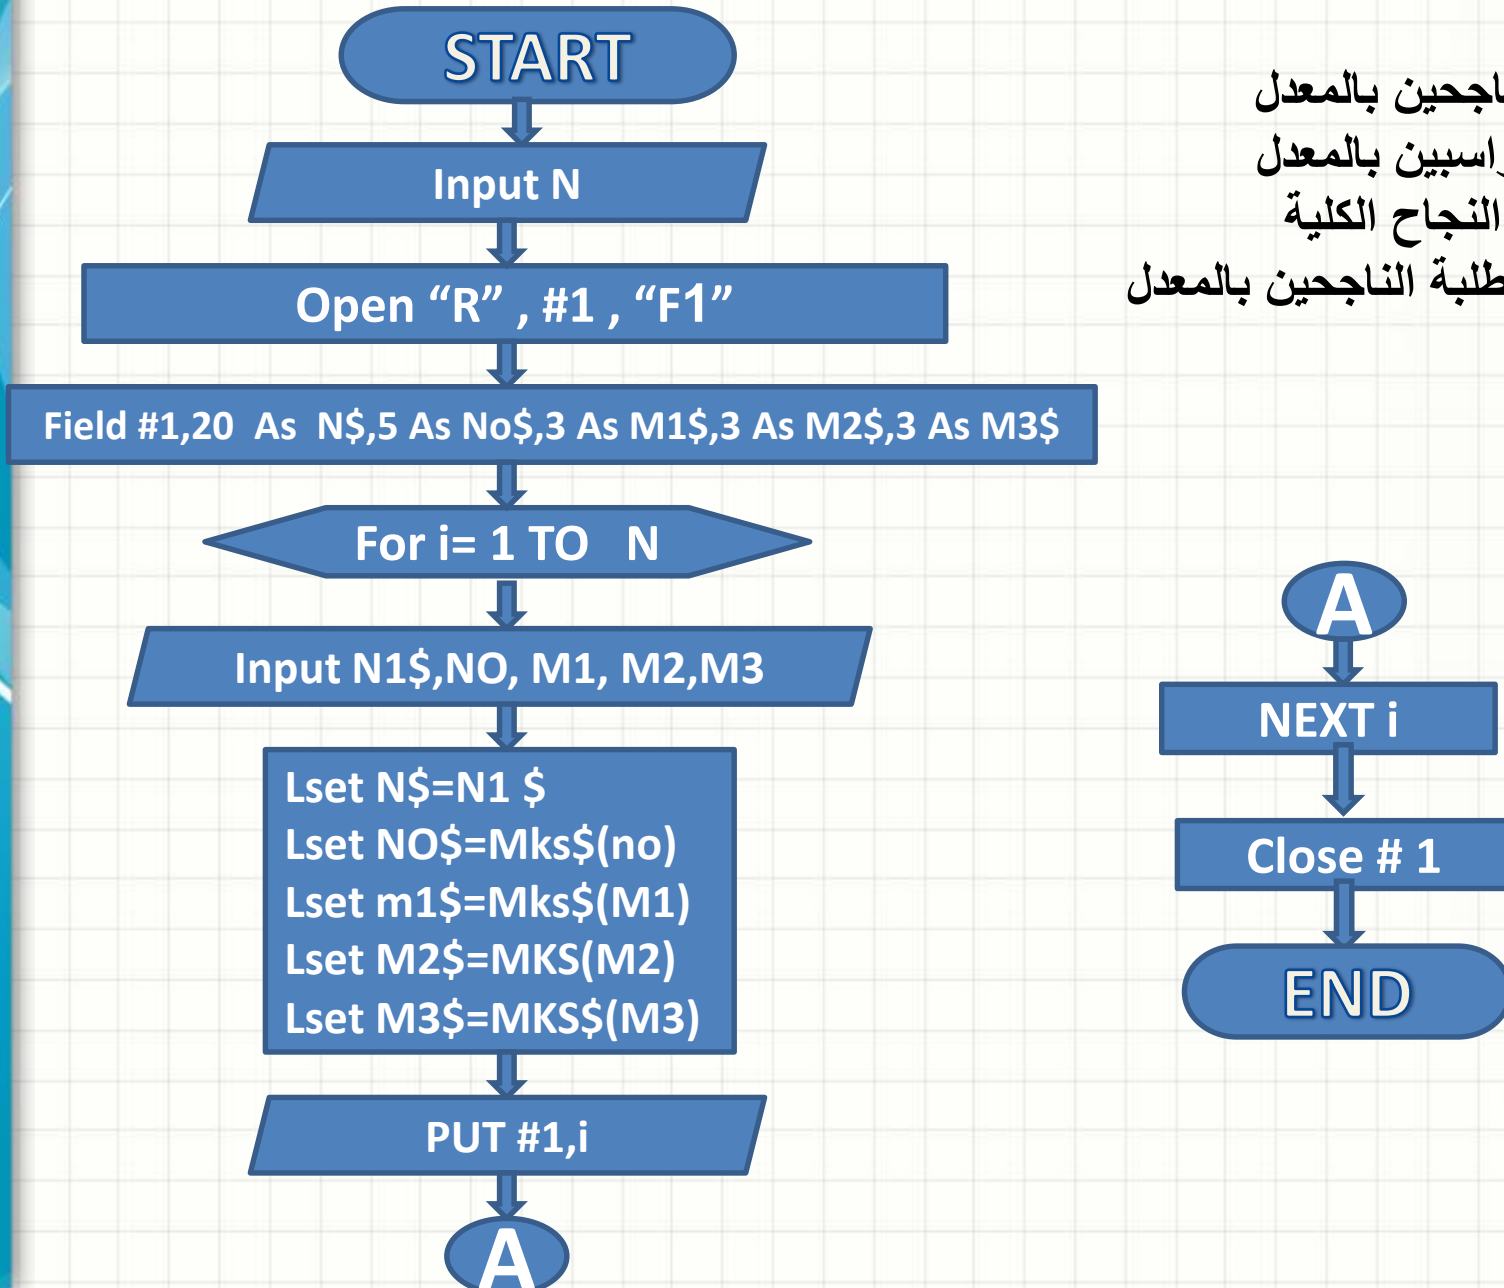 START
Input N
Open “R” , #1 , “F1”
Field #1,20 As N$,5 As No$,3 As M1$,3 As M2$,3 As M3$
For i= 1 TO N
Input N1$,NO, M1, M2,M3
Lset N$=N1 $
Lset NO$=Mks$(no)
Lset m1$=Mks$(M1)
Lset M2$=MKS(M2)
Lset M3$=MKS$(M3)
PUT #1,i
A
بالمعدل
بالمعدل
النجاح الكلية
الناجحين بالمعدل
A
NEXT i
Close # 1
END